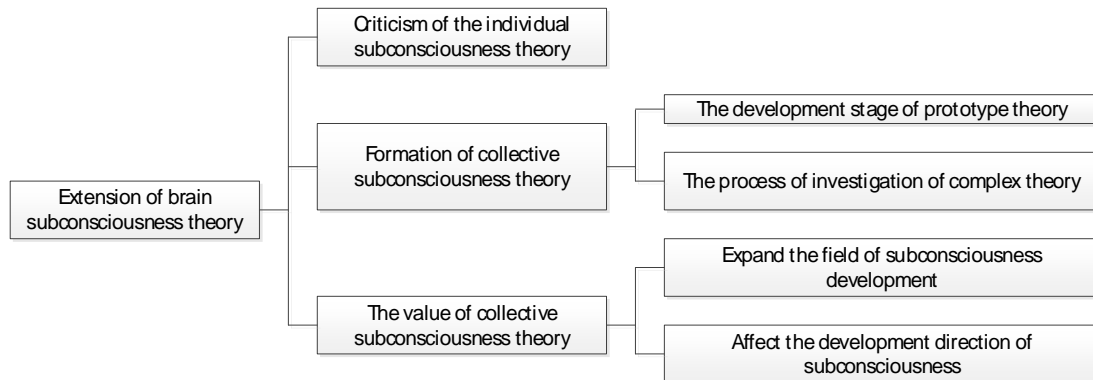 Criticism of the individual
subconsciousness theory
The development stage of prototype theory
Formation of collective
subconsciousness theory
The process of investigation of complex theory
Extension of brain
subconsciousness theory
Expand the field of subconsciousness
development
The value of collective
subconsciousness theory
Affect the development direction of
subconsciousness